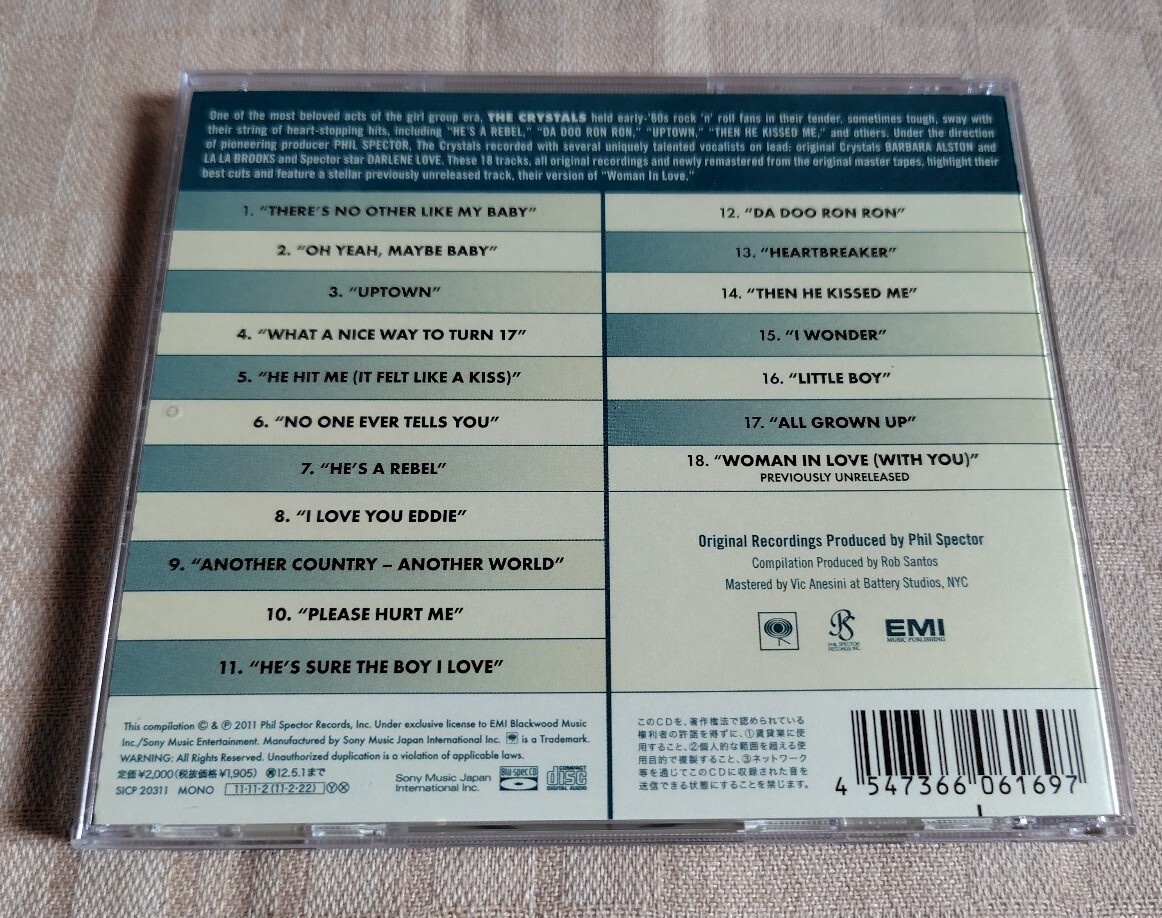 One of the most beloved acts of the girl group era, THE CRYSTALS held early-'60s rock 'n' roll fans in their tender, sometimes tough, sway with
their string of heart-stopping hits, including "HE'S A REBEL," "DA DOO RON RON," "UPTOWN," "THEN HE KISSED ME," and others. Under the direction
of pioneering producer PHIL SPECTOR, The Crystals recorded with several uniquely talented vocalists on lead: original Crystals BARBARA ALSTON and
LA LA BROOKS and Spector star DARLENE LOVE. These 18 tracks, all original recordings and newly remastered from the original master tapes, highlight their
best cuts and feature a stellar previously unreleased track, their version of "Woman In Love."
1. "THERE'S NO OTHER LIKE MY BABY"
2. "OH YEAH, MAYBE BABY"
3. "UPTOWN"
4. "WHAT A NICE WAY TO TURN 17"
5. "HE HIT ME (IT FELT LIKE A KISS)"
6. "NO ONE EVER TELLS YOU"
7. "HE'S A REBEL"
8. "I LOVE YOU EDDIE"
9. "ANOTHER COUNTRY – ANOTHER WORLD"
10. "PLEASE HURT ME"
11. "HE'S SURE THE BOY I LOVE"
12. "DA DOO RON RON"
13. "HEARTBREAKER"
14. "THEN HE KISSED ME"
15. "I WONDER"
16. "LITTLE BOY"
17. "ALL GROWN UP"
18. "WOMAN IN LOVE (WITH YOU)"
PREVIOUSLY UNRELEASED
Original Recordings Produced by Phil Spector
Compilation Produced by Rob Santos
Mastered by Vic Anesini at Battery Studios, NYC
PS
PHIL SPECTOR
RECORDS INC.
EMI
MUSIC PUBLISHING
This compilation © & ℗ 2011 Phil Spector Records, Inc. Under exclusive license to EMI Blackwood Music
Inc./Sony Music Entertainment. Manufactured by Sony Music Japan International Inc. is a Trademark.
WARNING: All Rights Reserved. Unauthorized duplication is a violation of applicable laws.
定価¥2,000(税抜価格¥1,905) 再12.5.1まで
SICP 20311 MONO 11·11·2 (11·2·22) Ⓨ Ⓧ
Sony Music Japan
International Inc.
Blu-spec CD
COMPACT
disc
DIGITAL AUDIO
このCDを、著作権法で認められている
権利者の許諾を得ずに、①賃貸業に使
用すること、②個人的な範囲を超える使
用目的で複製すること、③ネットワーク
等を通じてこのCDに収録された音を
送信できる状態にすることを禁じます。
4 547366 061697